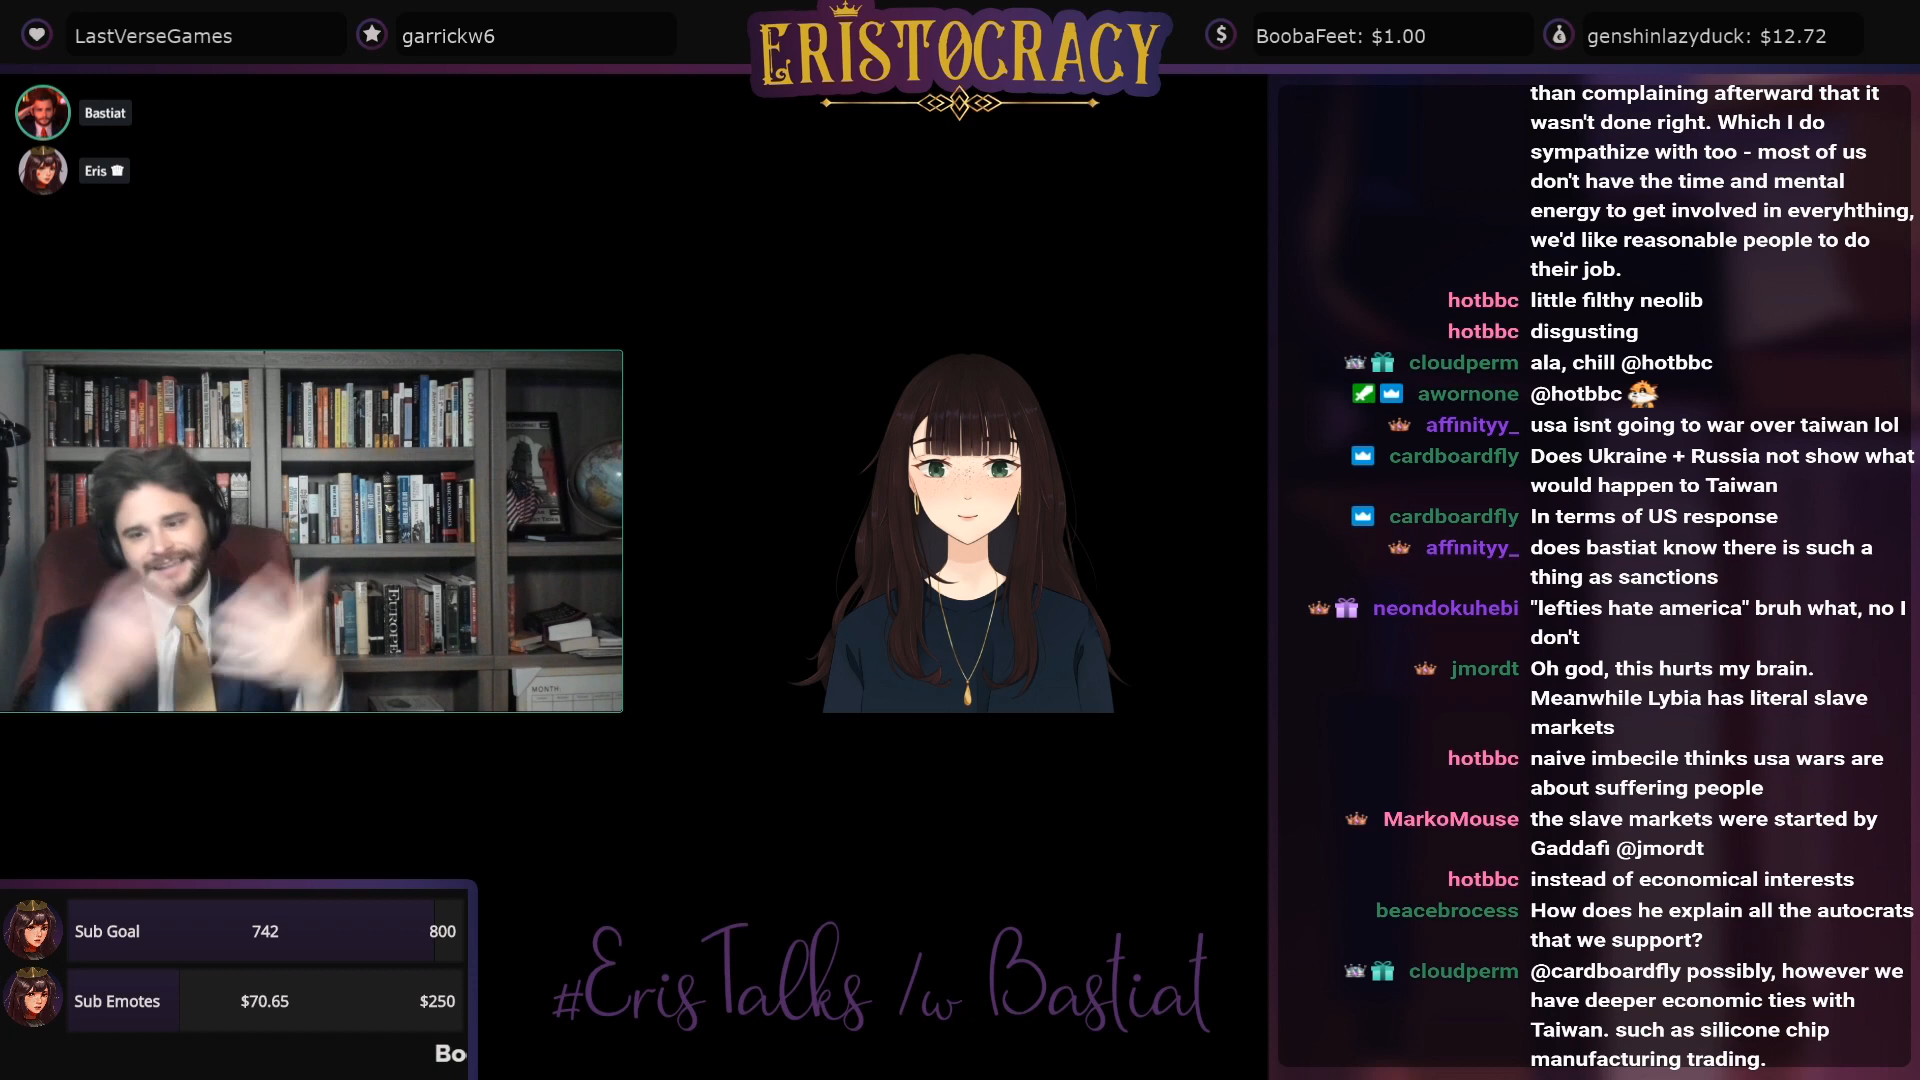 LastVerseGames
garrickw6
ERISTOCRACY
BoobaFeet: $1.00
genshinlazyduck: $12.72
Bastiat
Eris
than complaining afterward that it
wasn't done right. Which I do
sympathize with too - most of us
don't have the time and mental
energy to get involved in everyhthing,
we'd like reasonable people to do
their job.
hotbbc little filthy neolib
hotbbc disgusting
cloudperm ala, chill @hotbbc
awornone @hotbbc
affinityy_ usa isnt going to war over taiwan lol
cardboardfly Does Ukraine + Russia not show what
would happen to Taiwan
cardboardfly In terms of US response
affinityy_ does bastiat know there is such a
thing as sanctions
neondokuhebi "lefties hate america" bruh what, no I
don't
jmordt Oh god, this hurts my brain.
Meanwhile Lybia has literal slave
markets
hotbbc naive imbecile thinks usa wars are
about suffering people
MarkoMouse the slave markets were started by
Gaddafi @jmordt
hotbbc instead of economical interests
beacebrocess How does he explain all the autocrats
that we support?
cloudperm @cardboardfly possibly, however we
have deeper economic ties with
Taiwan. such as silicone chip
manufacturing trading.
EUROPE
MONTH:
Sub Goal 742 800
Sub Emotes $70.65 $250
Bo
#ErisTalks /w Bastiat